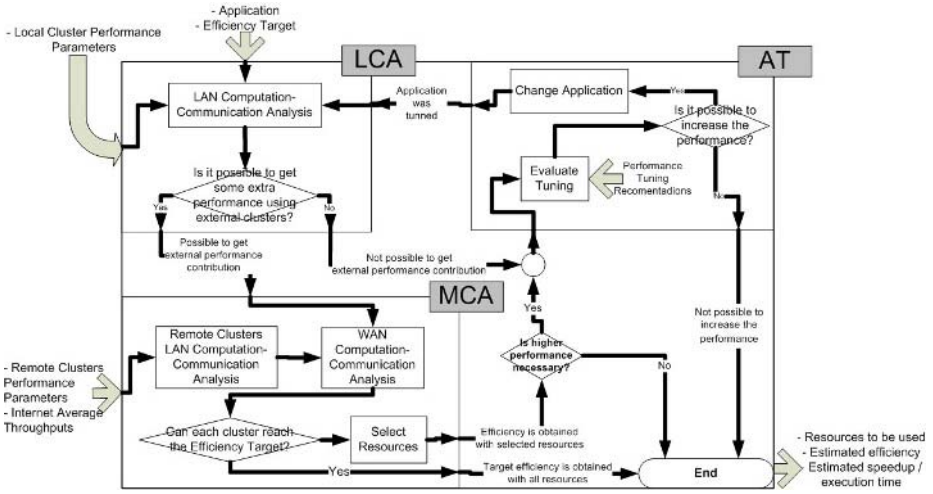 - Application
- Efficiency Target
- Local Cluster Performance
Parameters
LCA
AT
LAN Computation-
Communication Analysis
Application
was
tunned
Change Application
Yes
Is it possible to
increase the
performance?
No
Evaluate
Tuning
Performance
Tuning
Recomentadions
Is it possible to get
some extra
performance using
external clusters?
Yes
No
Possible to get
external performance
contribution
Not possible to get
external performance contribution
Not possible to
increase the
performance
MCA
Yes
Remote Clusters
LAN Computation-
Communication
Analysis
WAN
Computation-
Communication
Analysis
Is higher
performance
necessary?
No
- Remote Clusters
Performance
Parameters
- Internet Average
Throughputs
Can each cluster reach
the Efficiency Target?
Select
Resources
Efficiency is obtained
with selected resources
Yes
Target efficiency is obtained
with all resources
End
- Resources to be used
- Estimated efficiency
- Estimated speedup /
execution time